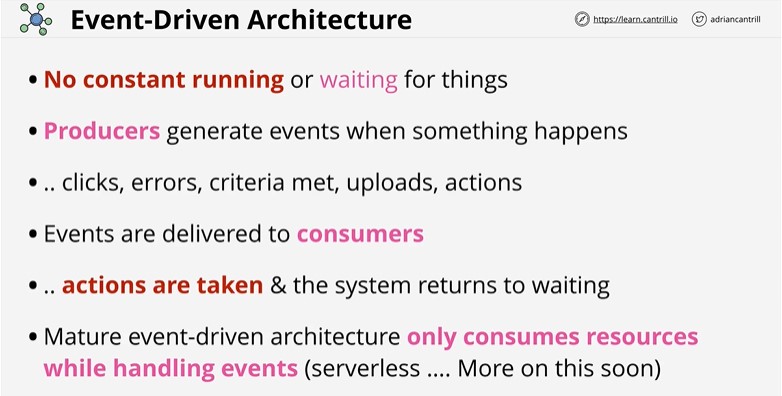 Event-Driven Architecture
https://learn.cantrill.io
adriancantrill
• No constant running or waiting for things
• Producers generate events when something happens
• .. clicks, errors, criteria met, uploads, actions
• Events are delivered to consumers
• .. actions are taken & the system returns to waiting
• Mature event-driven architecture only consumes resources
while handling events (serverless .... More on this soon)